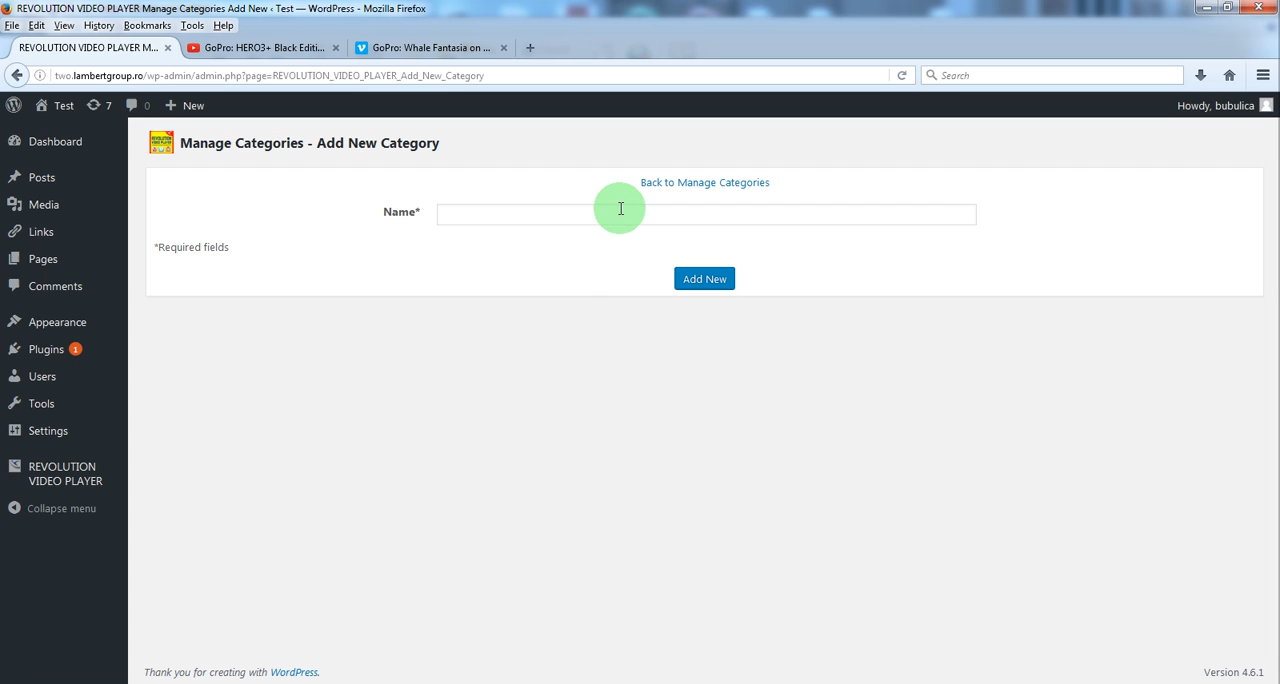 REVOLUTION VIDEO PLAYER Manage Categories Add New ‹ Test — WordPress - Mozilla Firefox
File Edit View History Bookmarks Tools Help
REVOLUTION VIDEO PLAYER M... × GoPro: HERO3+ Black Editi... × GoPro: Whale Fantasia on ... × +
two.lambertgroup.ro/wp-admin/admin.php?page=REVOLUTION_VIDEO_PLAYER_Add_New_Category Search
Test 7 0 + New Howdy, bubulica
Dashboard
Posts
Media
Links
Pages
Comments
Appearance
Plugins 1
Users
Tools
Settings
REVOLUTION
VIDEO PLAYER
Collapse menu
Manage Categories - Add New Category
Back to Manage Categories
Name*
*Required fields
Add New
Thank you for creating with WordPress. Version 4.6.1